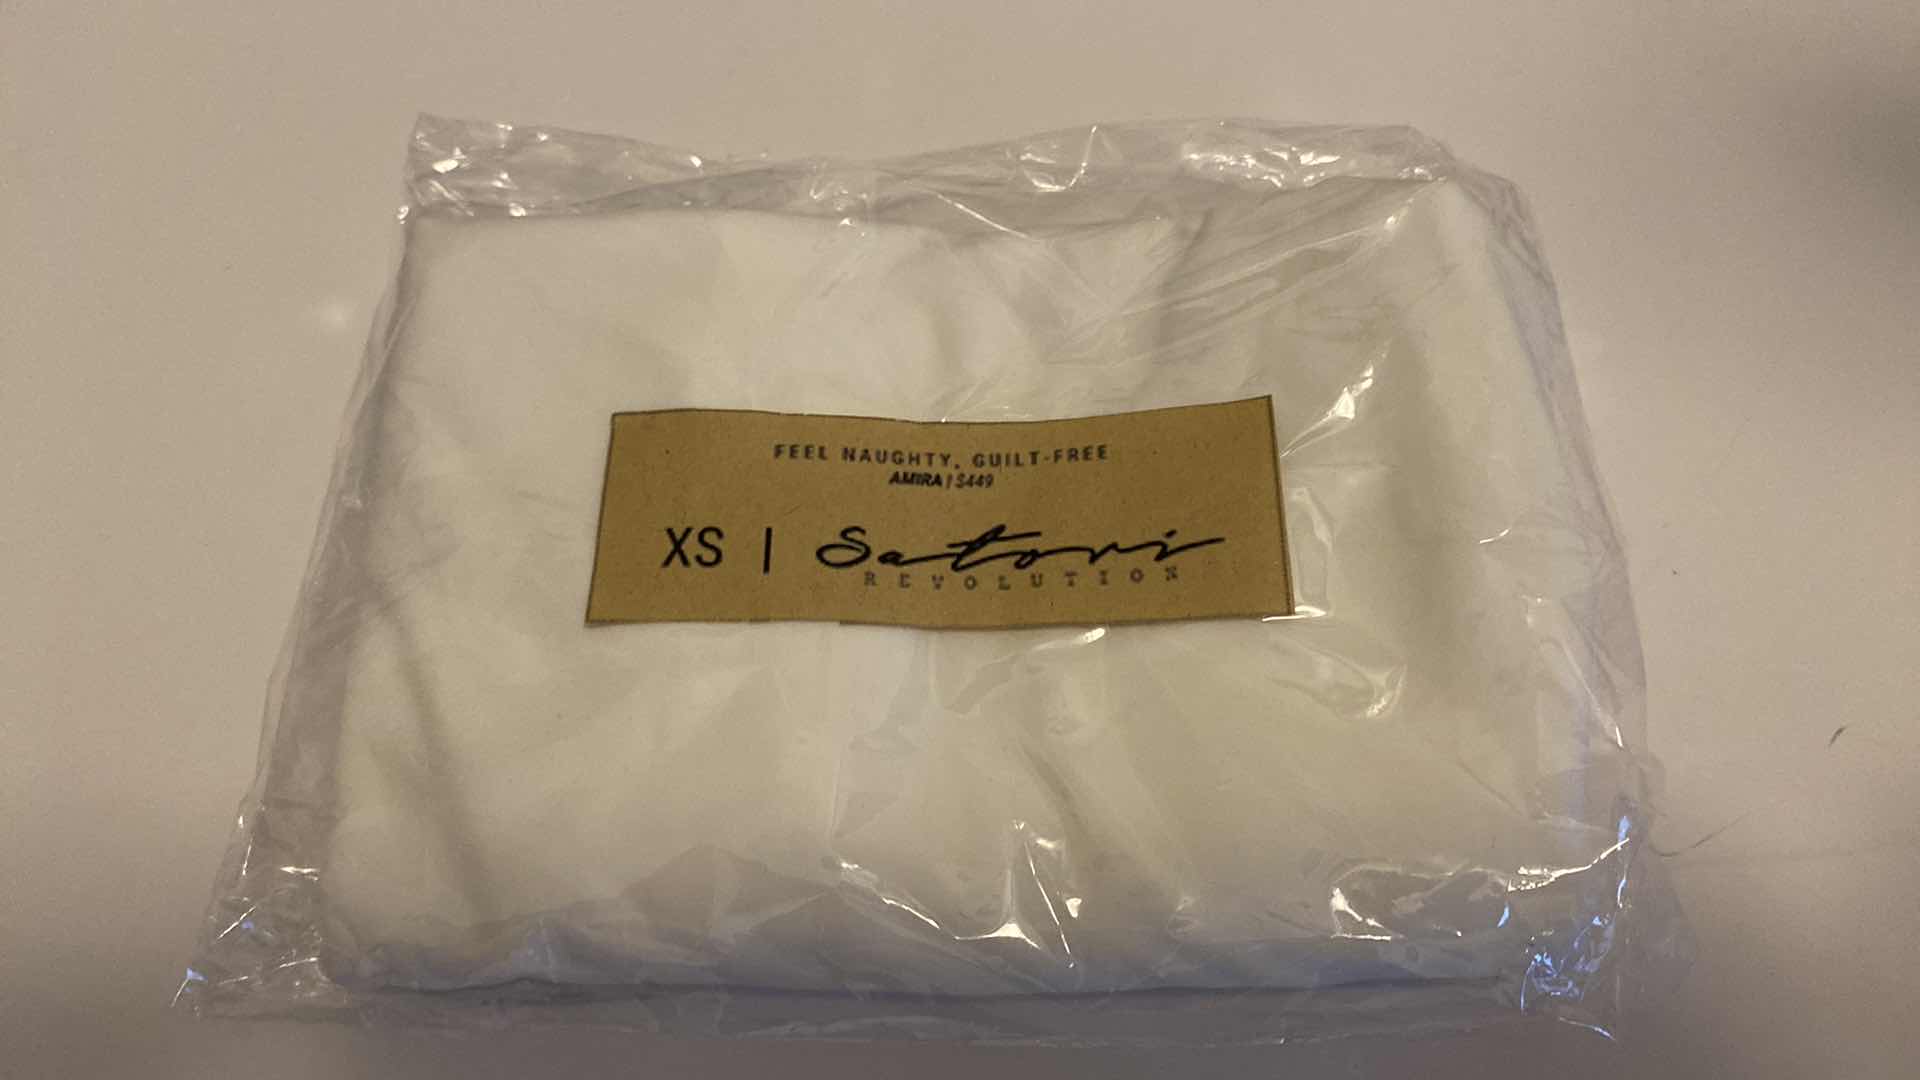 FEEL NAUGHTY, GUILT-FREE
AMIRA | S449
XS | Satori
REVOLUTION